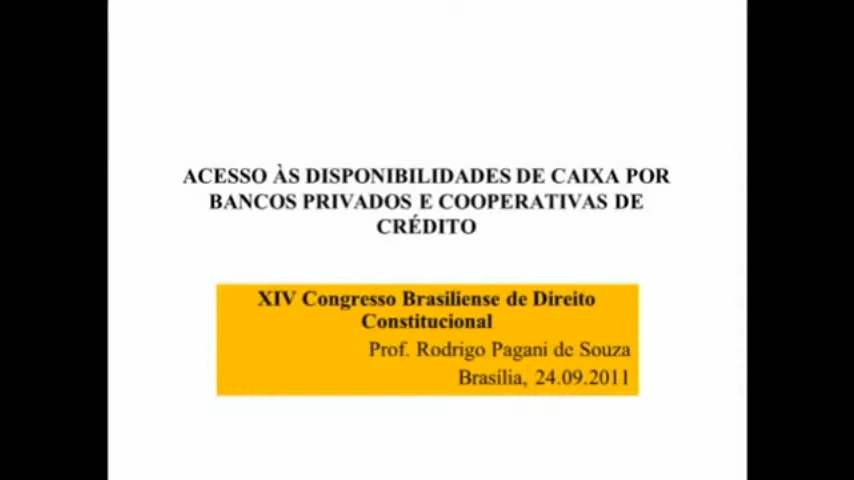 ACESSO ÀS DISPONIBILIDADES DE CAIXA POR
BANCOS PRIVADOS E COOPERATIVAS DE
CRÉDITO
XIV Congresso Brasiliense de Direito
Constitucional
Prof. Rodrigo Pagani de Souza
Brasília, 24.09.2011